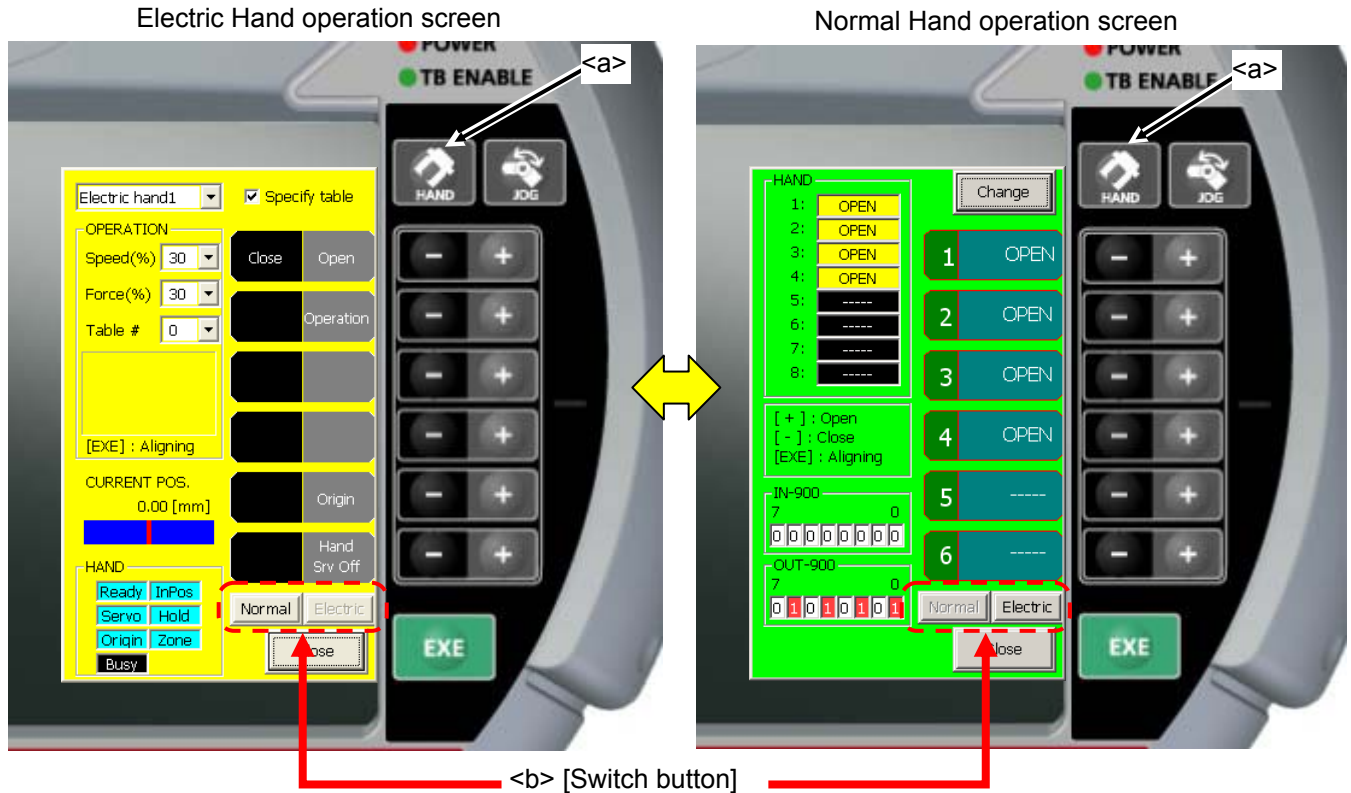 Electric Hand operation screen
POWER
TB ENABLE
<a>
HAND
JOG
Electric hand1
Specify table
OPERATION
Speed(%) 30
Force(%) 30
Table # 0
[EXE] : Aligning
Close Open
Operation
Origin
Hand
Srv Off
CURRENT POS.
0.00 [mm]
HAND
Ready InPos
Servo Hold
Origin Zone
Busy
Normal Electric
- +
- +
- +
- +
- +
- +
EXE
Normal Hand operation screen
POWER
TB ENABLE
<a>
HAND
JOG
HAND
1: OPEN
2: OPEN
3: OPEN
4: OPEN
5: -----
6: -----
7: -----
8: -----
Change
1 OPEN
2 OPEN
3 OPEN
4 OPEN
5 -----
6 -----
[ + ] : Open
[ - ] : Close
[EXE] : Aligning
IN-900
7 0
0 0 0 0 0 0 0 0
OUT-900
7 0
0 1 0 1 0 1 0 1
Normal Electric
- +
- +
- +
- +
- +
- +
EXE
<b> [Switch button]